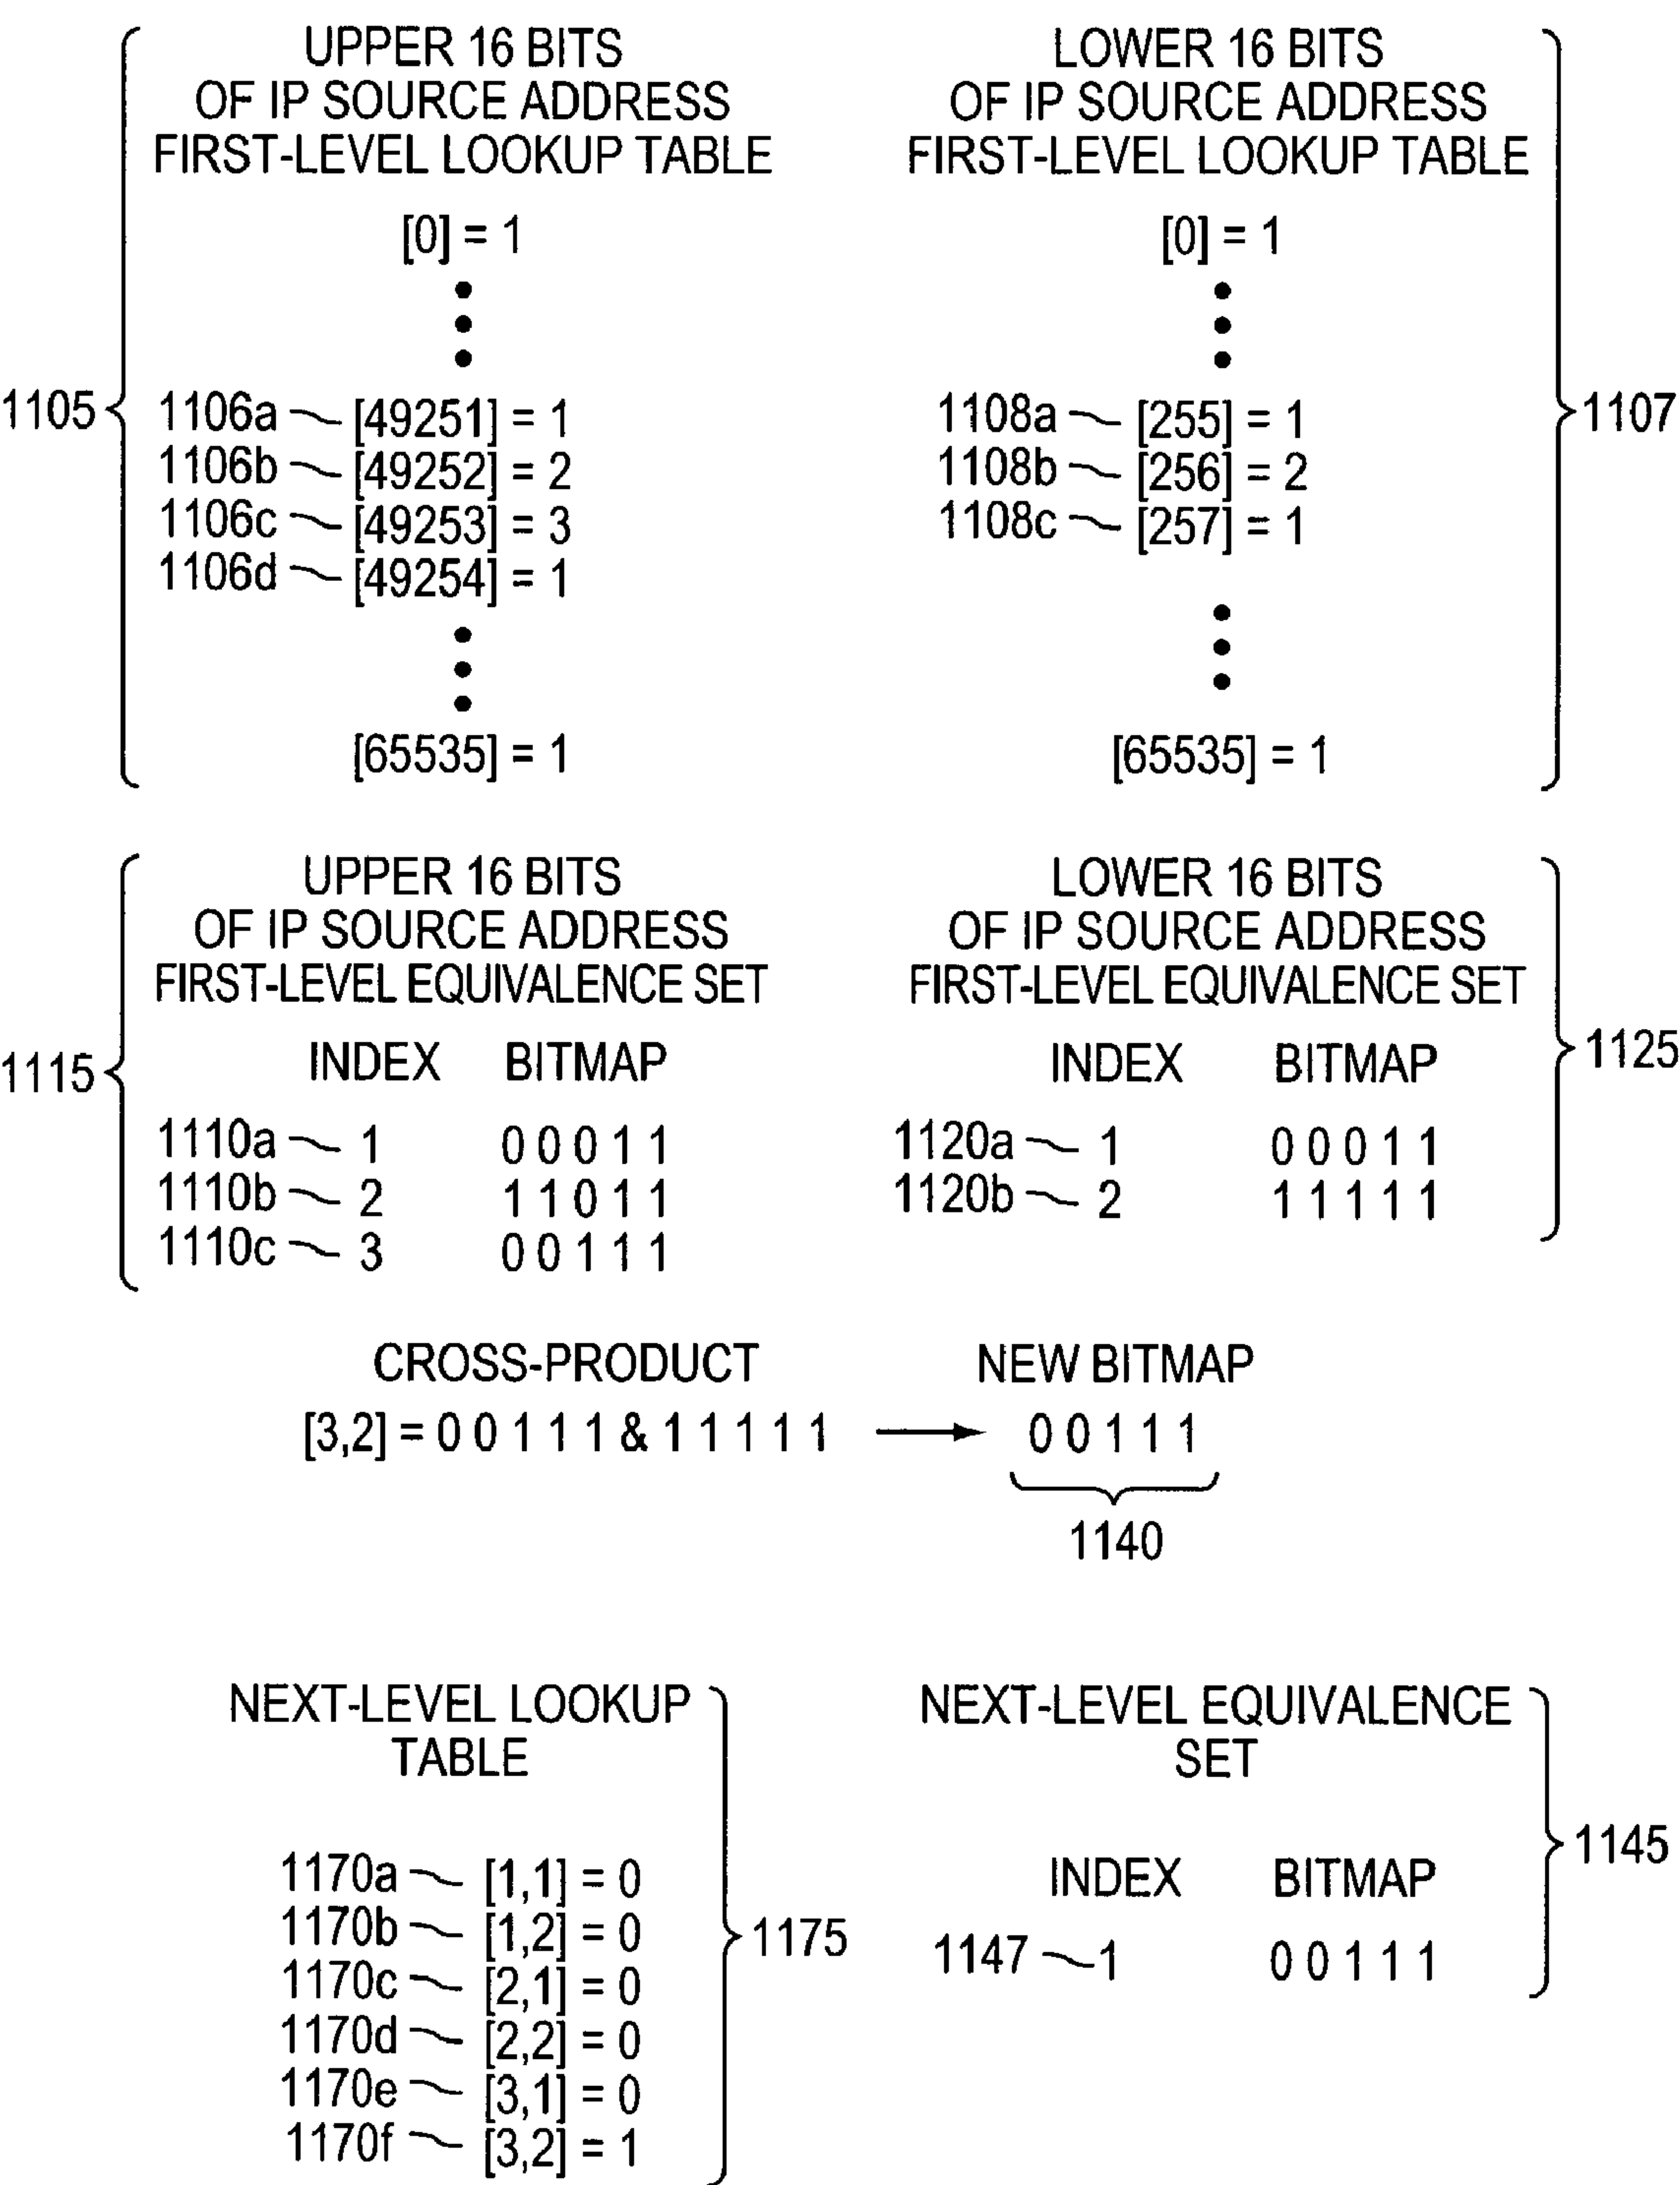 UPPER 16 BITS
OF IP SOURCE ADDRESS
FIRST-LEVEL LOOKUP TABLE
[0] = 1
1105
1106a [49251] = 1
1106b [49252] = 2
1106c [49253] = 3
1106d [49254] = 1
[65535] = 1
LOWER 16 BITS
OF IP SOURCE ADDRESS
FIRST-LEVEL LOOKUP TABLE
[0] = 1
1108a [255] = 1
1108b [256] = 2
1108c [257] = 1
1107
[65535] = 1
UPPER 16 BITS
OF IP SOURCE ADDRESS
FIRST-LEVEL EQUIVALENCE SET
INDEX BITMAP
1115
1110a 1 0 0 0 1 1
1110b 2 1 1 0 1 1
1110c 3 0 0 1 1 1
LOWER 16 BITS
OF IP SOURCE ADDRESS
FIRST-LEVEL EQUIVALENCE SET
INDEX BITMAP
1125
1120a 1 0 0 0 1 1
1120b 2 1 1 1 1 1
CROSS-PRODUCT NEW BITMAP
[3,2] = 0 0 1 1 1 & 1 1 1 1 1 → 0 0 1 1 1
1140
NEXT-LEVEL LOOKUP
TABLE
1170a [1,1] = 0
1170b [1,2] = 0
1170c [2,1] = 0
1170d [2,2] = 0
1170e [3,1] = 0
1170f [3,2] = 1
1175
NEXT-LEVEL EQUIVALENCE
SET
INDEX BITMAP
1147 1 0 0 1 1 1
1145